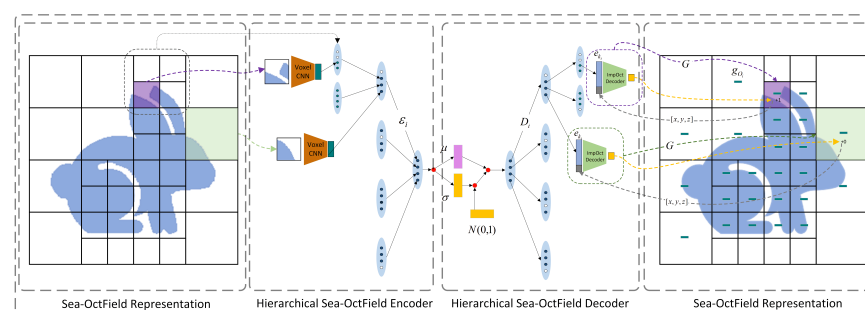 Voxel
CNN
Voxel
CNN
ε_i
μ
σ
N(0,1)
D_i
e_i
ImpOct
Decoder
e_i
ImpOct
Decoder
G
[x, y, z]
G
[x, y, z]
g_{O_i}
Sea-OctField Representation
Hierarchical Sea-OctField Encoder
Hierarchical Sea-OctField Decoder
Sea-OctField Representation